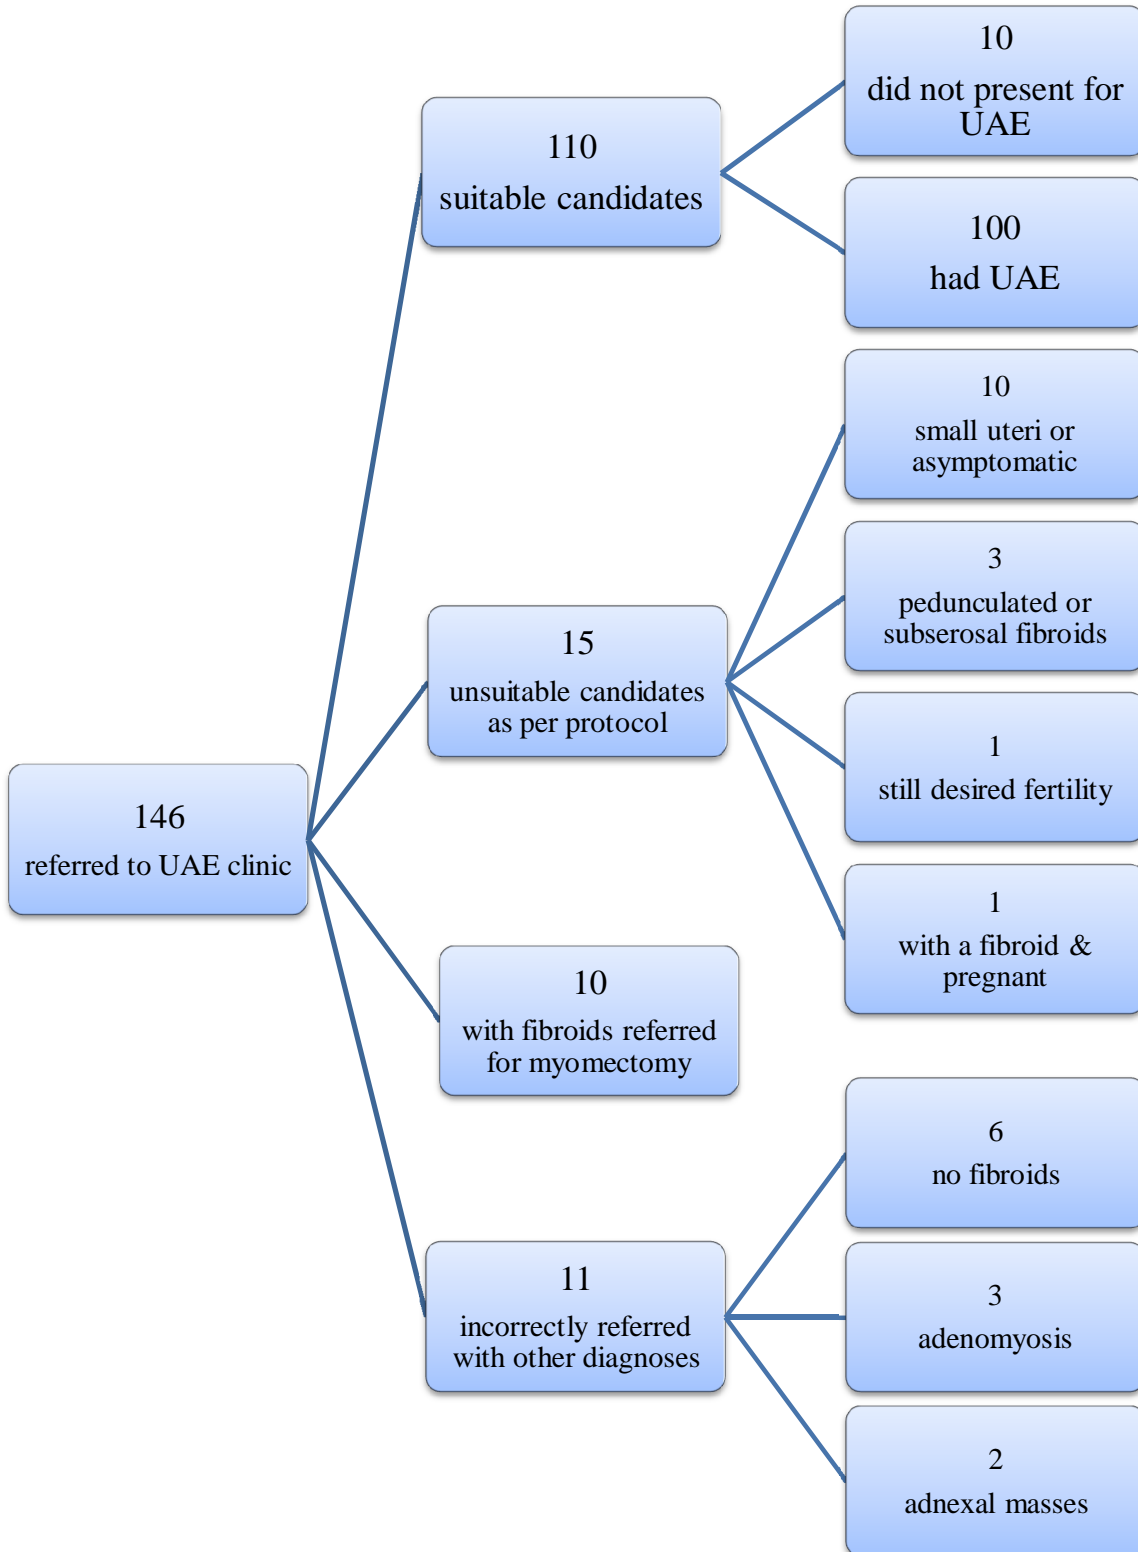 146
referred to UAE clinic
110
suitable candidates
10
did not present for
UAE
100
had UAE
15
unsuitable candidates
as per protocol
10
small uteri or
asymptomatic
3
pedunculated or
subserosal fibroids
1
still desired fertility
1
with a fibroid &
pregnant
10
with fibroids referred
for myomectomy
11
incorrectly referred
with other diagnoses
6
no fibroids
3
adenomyosis
2
adnexal masses